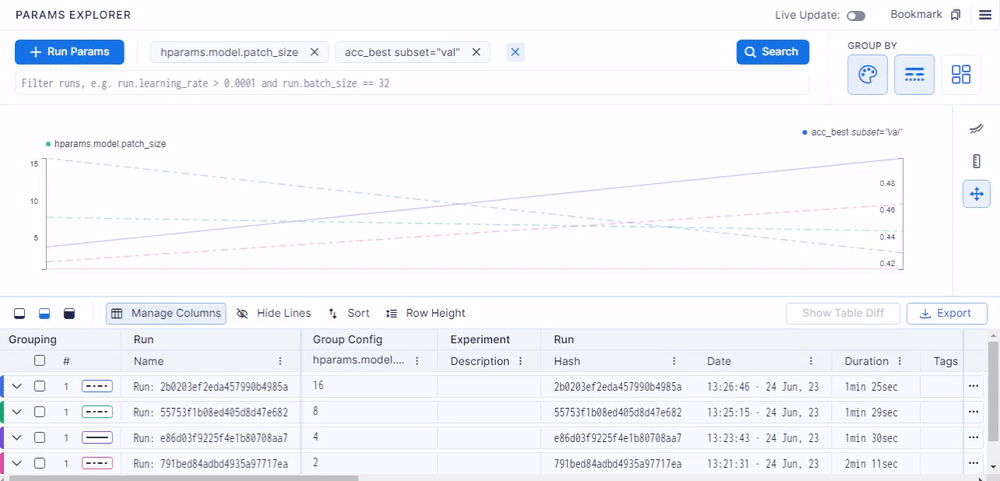 PARAMS EXPLORER
Live Update:
Bookmark
+ Run Params
hparams.model.patch_size ×
acc_best subset="val" ×
×
Search
GROUP BY
Filter runs, e.g. run.learning_rate > 0.0001 and run.batch_size == 32
hparams.model.patch_size
acc_best subset="val"
15
10
5
0.48
0.46
0.44
0.42
Manage Columns
Hide Lines
Sort
Row Height
Show Table Diff
Export
Grouping Run Group Config Experiment Run
# Name hparams.model.... Description Hash Date Duration Tags
1 Run: 2b0203ef2eda457990b4985a 16 2b0203ef2eda457990b4985a 13:26:46 · 24 Jun, 23 1min 25sec
1 Run: 55753f1b08ed405d8d47e682 8 55753f1b08ed405d8d47e682 13:25:15 · 24 Jun, 23 1min 29sec
1 Run: e86d03f9225f4e1b80708aa7 4 e86d03f9225f4e1b80708aa7 13:23:43 · 24 Jun, 23 1min 30sec
1 Run: 791bed84adbd4935a97717ea 2 791bed84adbd4935a97717ea 13:21:31 · 24 Jun, 23 2min 11sec